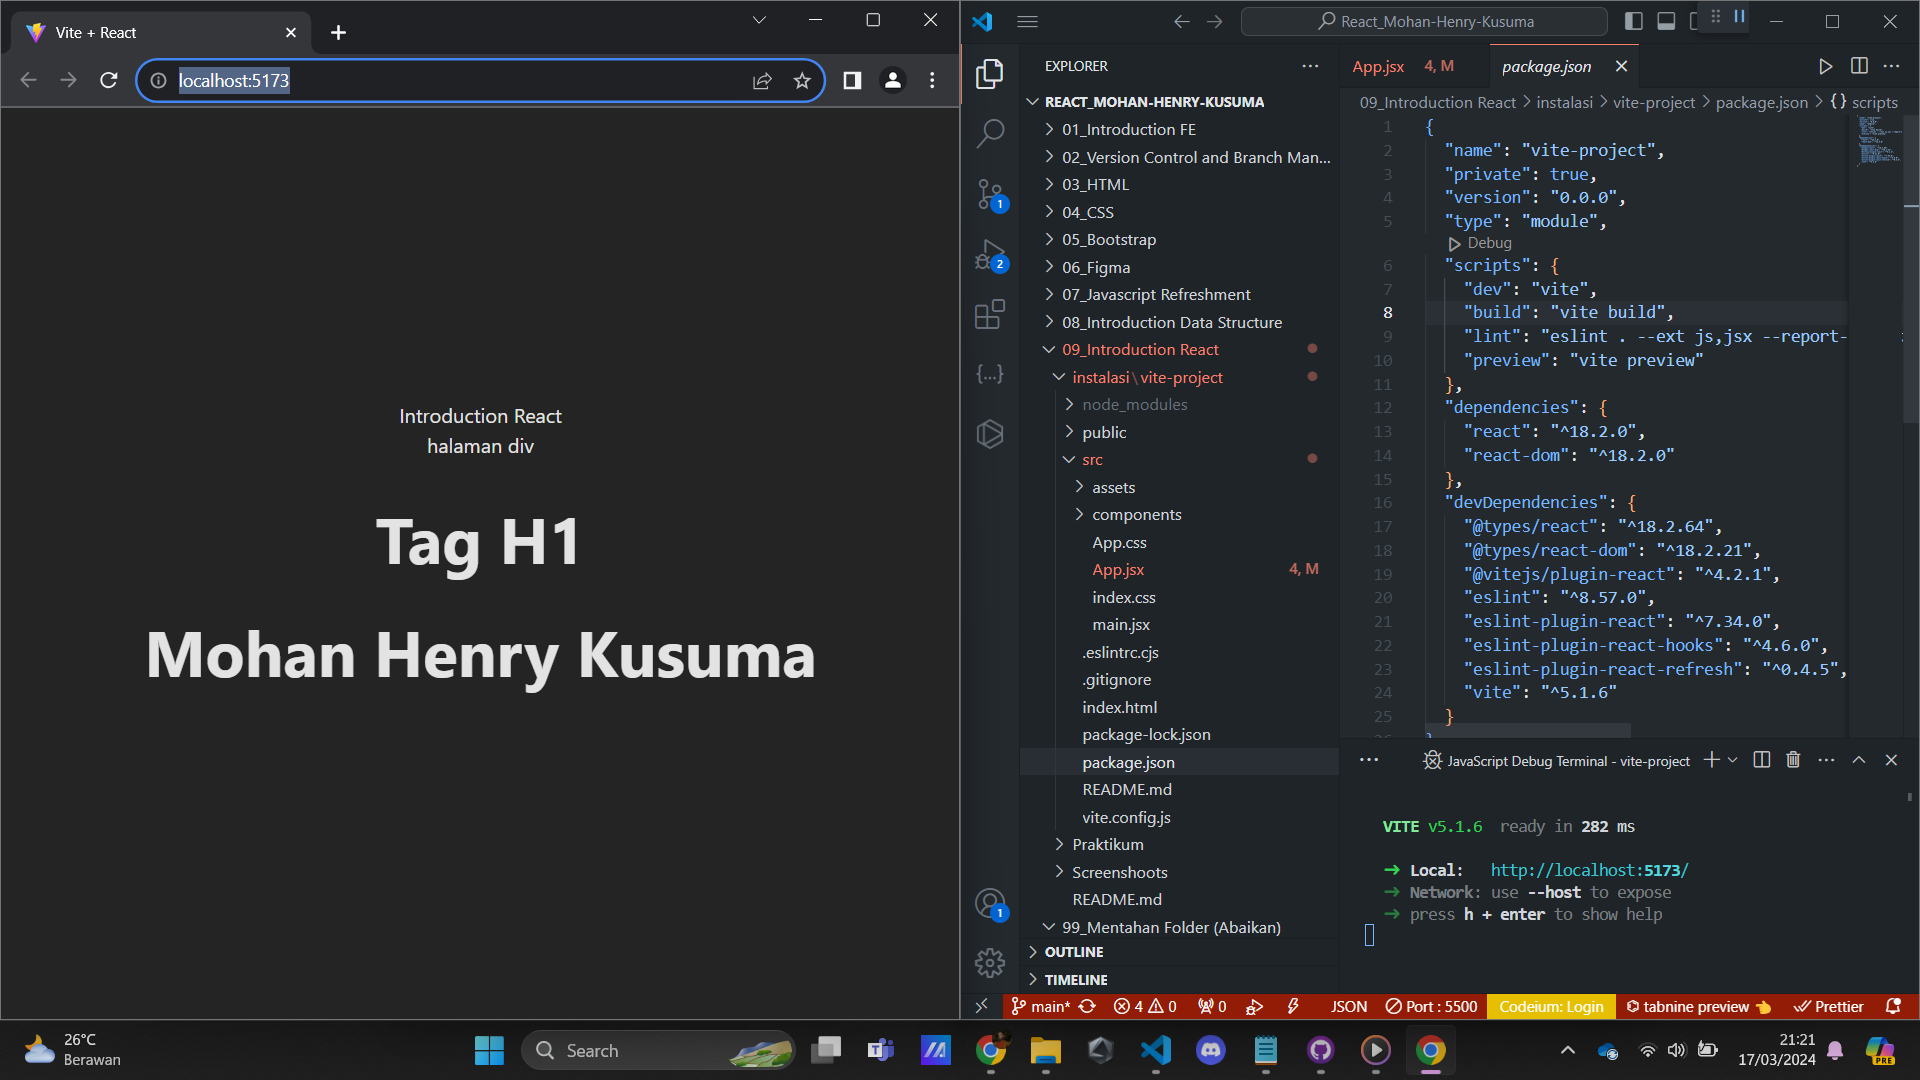 Vite + React
localhost:5173
Introduction React
halaman div
Tag H1
Mohan Henry Kusuma
React_Mohan-Henry-Kusuma
EXPLORER
REACT_MOHAN-HENRY-KUSUMA
01_Introduction FE
02_Version Control and Branch Man...
03_HTML
04_CSS
05_Bootstrap
06_Figma
07_Javascript Refreshment
08_Introduction Data Structure
09_Introduction React
instalasi\vite-project
node_modules
public
src
assets
components
App.css
App.jsx 4, M
index.css
main.jsx
.eslintrc.cjs
.gitignore
index.html
package-lock.json
package.json
README.md
vite.config.js
Praktikum
Screenshoots
README.md
99_Mentahan Folder (Abaikan)
OUTLINE
TIMELINE
1
2
1
App.jsx 4, M
package.json
09_Introduction React > instalasi > vite-project > package.json > {} scripts
1 {
2 "name": "vite-project",
3 "private": true,
4 "version": "0.0.0",
5 "type": "module",
Debug
6 "scripts": {
7 "dev": "vite",
8 "build": "vite build",
9 "lint": "eslint . --ext js,jsx --report-
10 "preview": "vite preview"
11 },
12 "dependencies": {
13 "react": "^18.2.0",
14 "react-dom": "^18.2.0"
15 },
16 "devDependencies": {
17 "@types/react": "^18.2.64",
18 "@types/react-dom": "^18.2.21",
19 "@vitejs/plugin-react": "^4.2.1",
20 "eslint": "^8.57.0",
21 "eslint-plugin-react": "^7.34.0",
22 "eslint-plugin-react-hooks": "^4.6.0",
23 "eslint-plugin-react-refresh": "^0.4.5",
24 "vite": "^5.1.6"
25 }
JavaScript Debug Terminal - vite-project
VITE v5.1.6 ready in 282 ms
➜ Local: http://localhost:5173/
➜ Network: use --host to expose
➜ press h + enter to show help
main* 4 0 0 JSON Port : 5500 Codeium: Login tabnine preview Prettier
26°C
Berawan
Search
21:21
17/03/2024
PRE